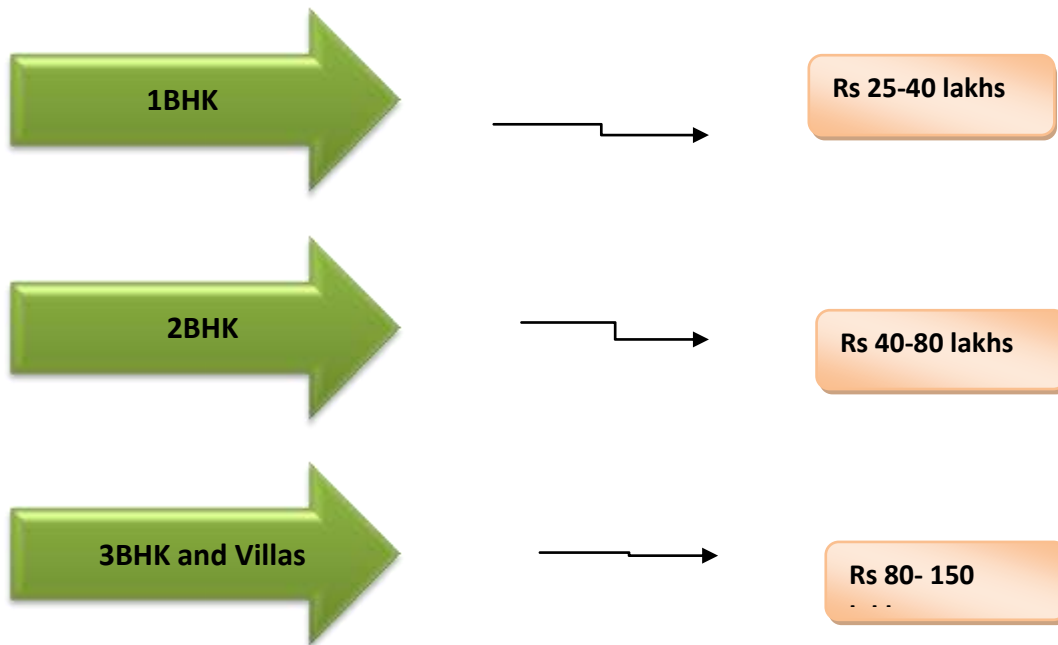 1BHK
Rs 25-40 lakhs
2BHK
Rs 40-80 lakhs
3BHK and Villas
Rs 80- 150